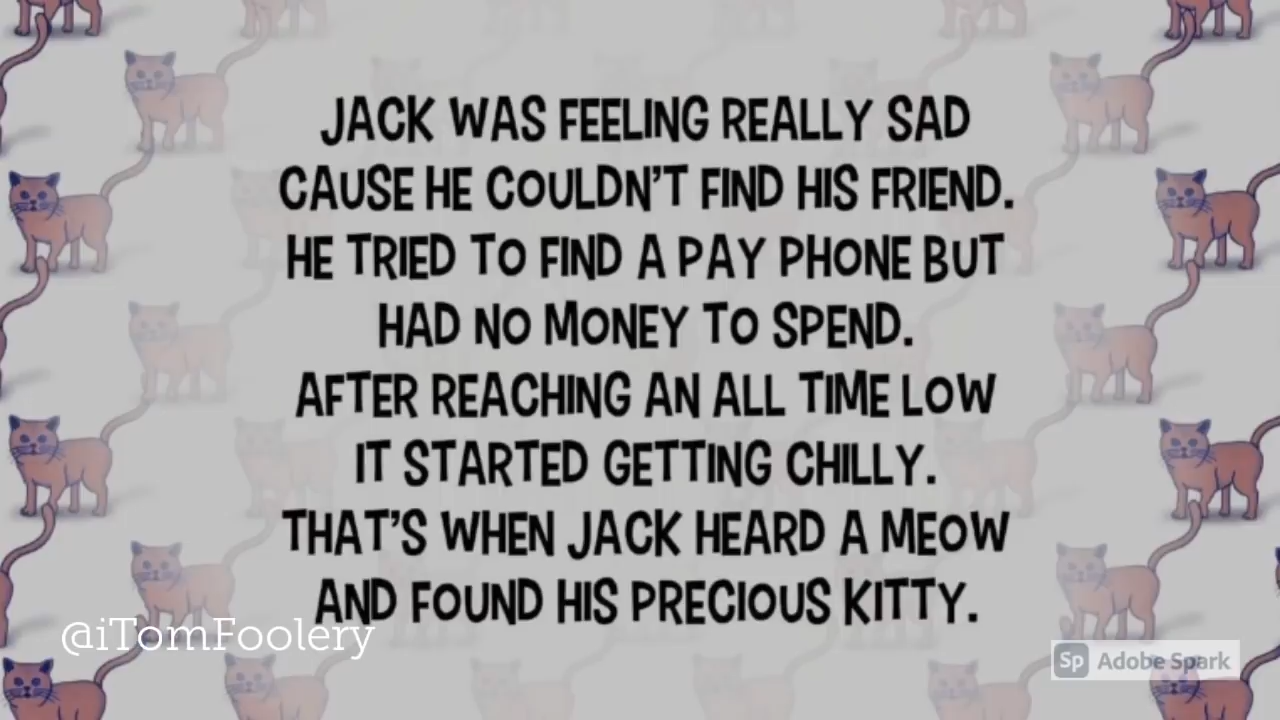 JACK WAS FEELING REALLY SAD
CAUSE HE COULDN'T FIND HIS FRIEND.
HE TRIED TO FIND A PAY PHONE BUT
HAD NO MONEY TO SPEND.
AFTER REACHING AN ALL TIME LOW
IT STARTED GETTING CHILLY.
THAT'S WHEN JACK HEARD A MEOW
AND FOUND HIS PRECIOUS KITTY.
@iTomFoolery
Sp Adobe Spark